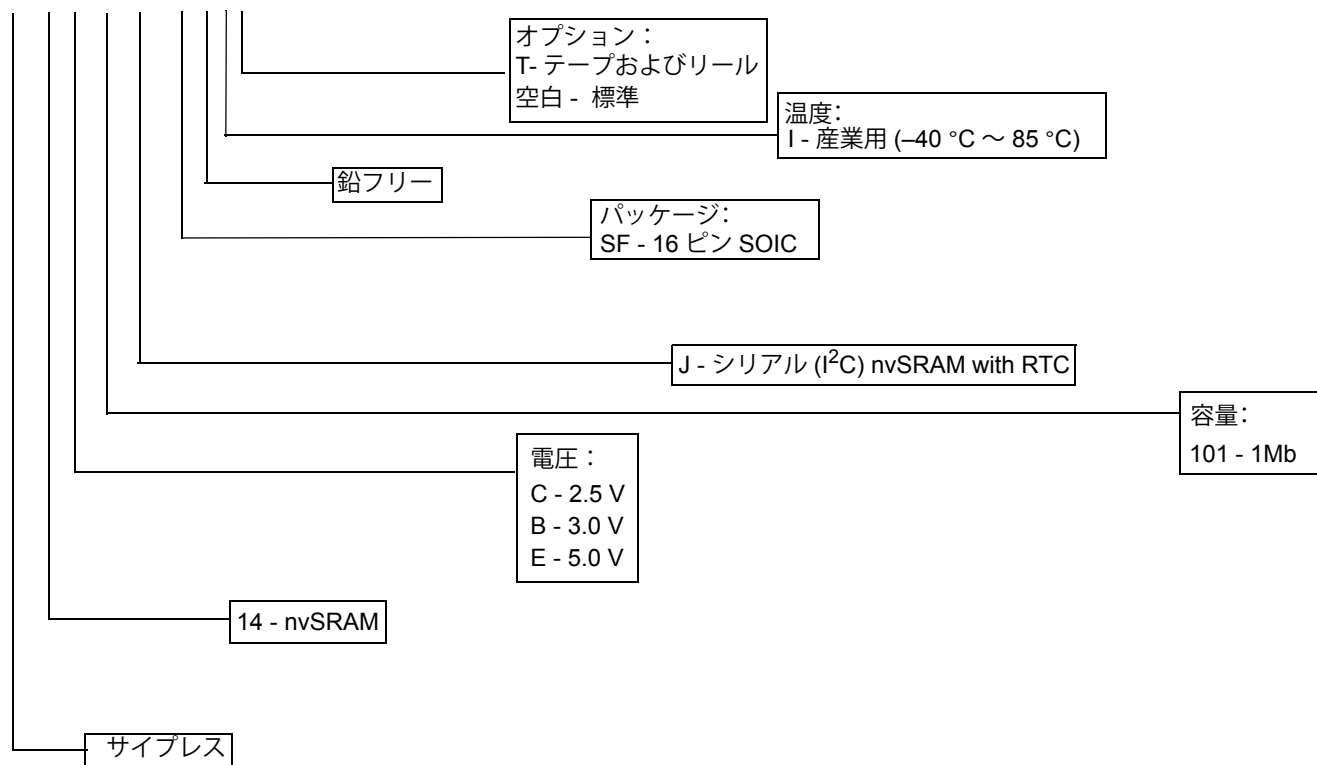 オプション：
T- テープおよびリール
空白 - 標準
温度：
I - 産業用 (–40 °C ～ 85 °C)
鉛フリー
パッケージ：
SF - 16 ピン SOIC
J - シリアル (I²C) nvSRAM with RTC
容量：
101 - 1Mb
電圧：
C - 2.5 V
B - 3.0 V
E - 5.0 V
14 - nvSRAM
サイプレス